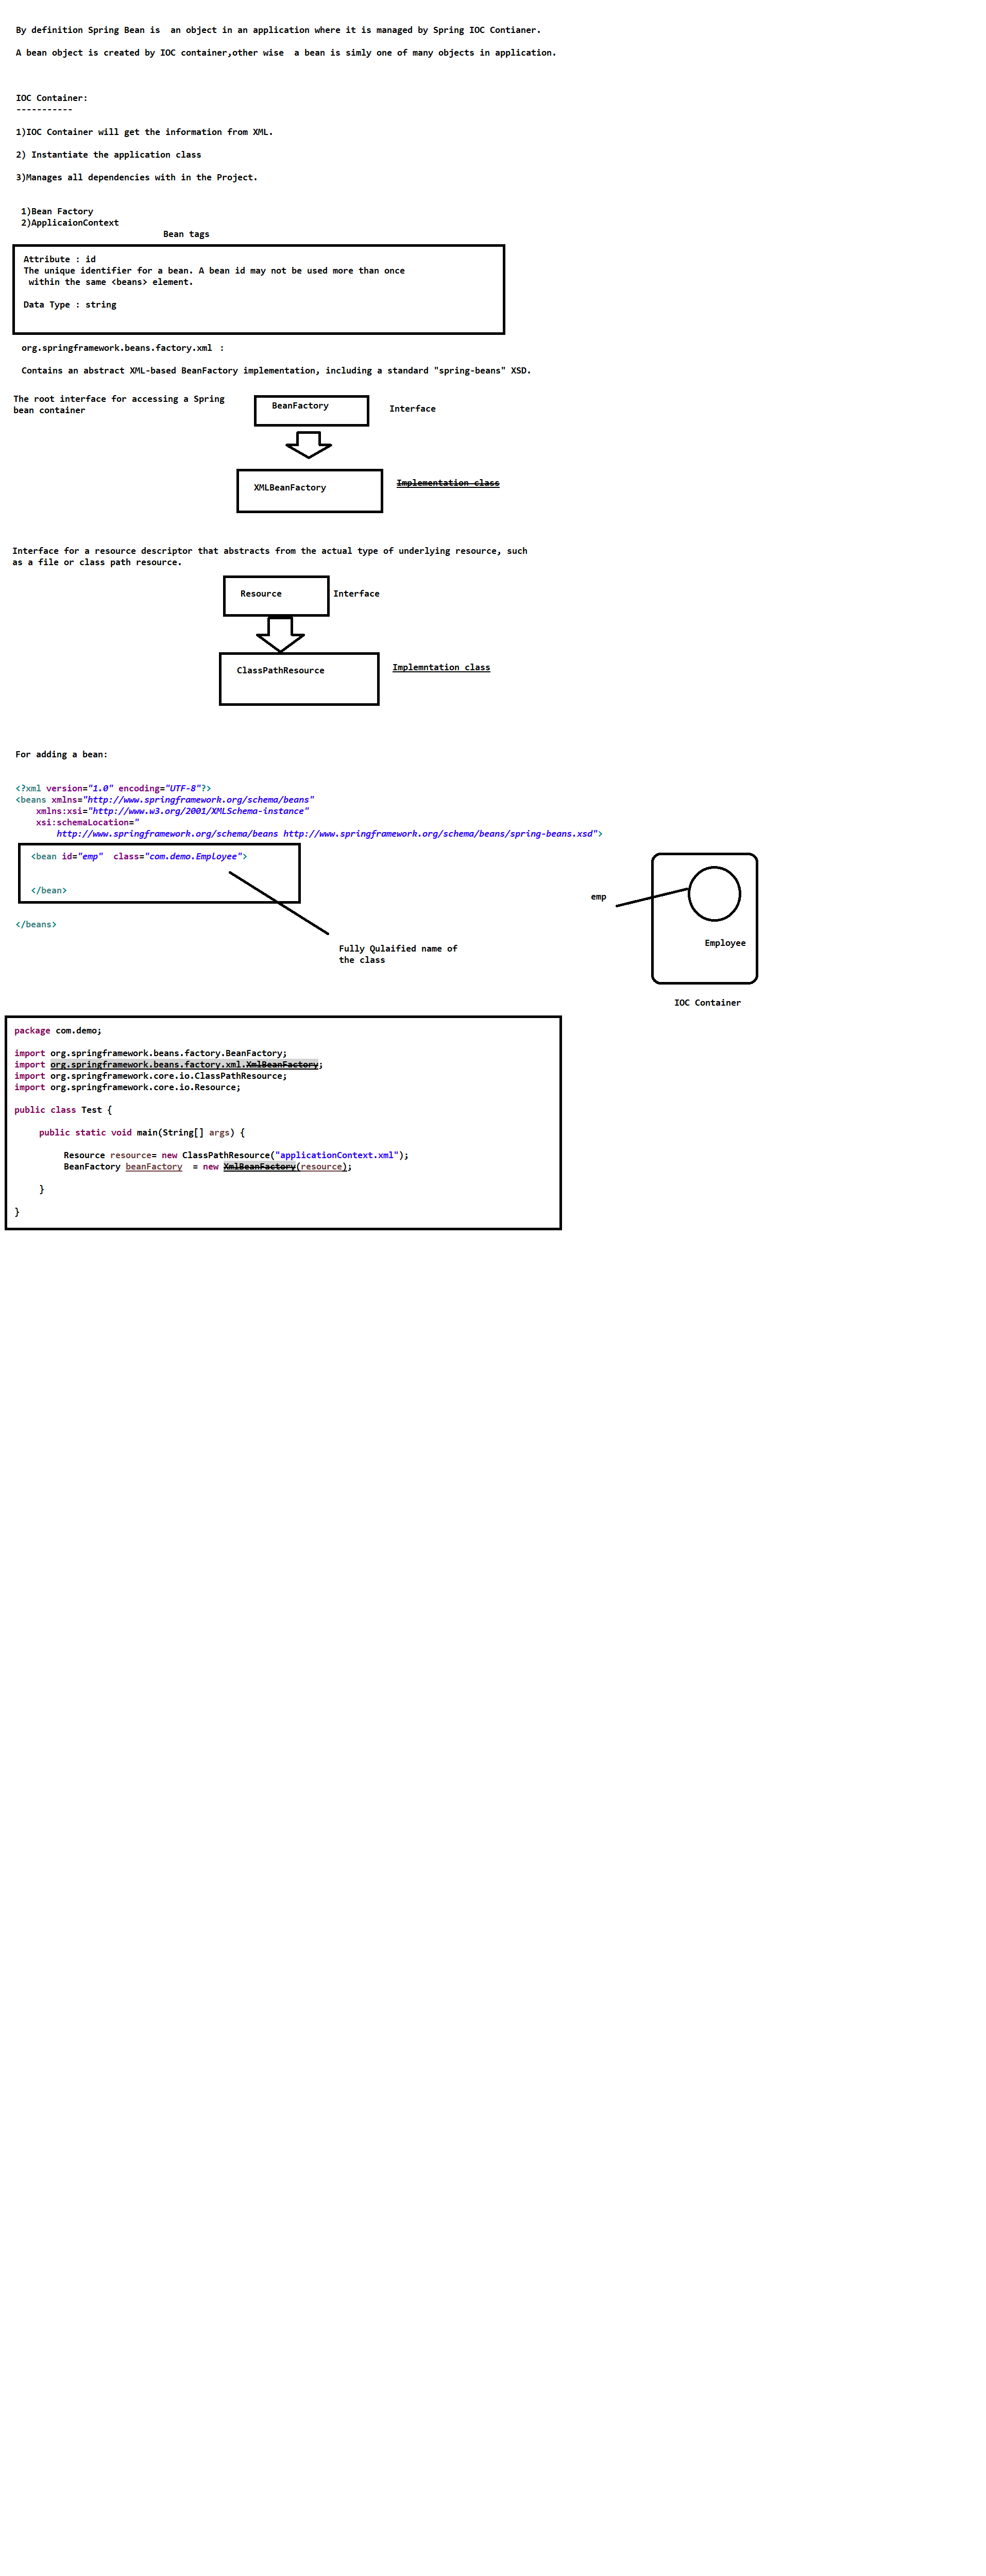 By definition Spring Bean is  an object in an application where it is managed by Spring IOC Contianer.
A bean object is created by IOC container,other wise  a bean is simly one of many objects in application.
IOC Container:
-----------
1)IOC Container will get the information from XML.
2) Instantiate the application class
3)Manages all dependencies with in the Project.
1)Bean Factory
2)ApplicaionContext
Bean tags
Attribute : id
The unique identifier for a bean. A bean id may not be used more than once
within the same <beans> element.
Data Type : string
org.springframework.beans.factory.xml :
Contains an abstract XML-based BeanFactory implementation, including a standard "spring-beans" XSD.
The root interface for accessing a Spring
bean container
BeanFactory
Interface
XMLBeanFactory
Implementation class
Interface for a resource descriptor that abstracts from the actual type of underlying resource, such
as a file or class path resource.
Resource
Interface
ClassPathResource
Implemntation class
For adding a bean:
<?xml version="1.0" encoding="UTF-8"?>
<beans xmlns="http://www.springframework.org/schema/beans"
xmlns:xsi="http://www.w3.org/2001/XMLSchema-instance"
xsi:schemaLocation="
http://www.springframework.org/schema/beans http://www.springframework.org/schema/beans/spring-beans.xsd">
<bean id="emp"  class="com.demo.Employee">
</bean>
</beans>
Fully Qulaified name of
the class
emp
Employee
IOC Container
package com.demo;
import org.springframework.beans.factory.BeanFactory;
import org.springframework.beans.factory.xml.XmlBeanFactory;
import org.springframework.core.io.ClassPathResource;
import org.springframework.core.io.Resource;
public class Test {
public static void main(String[] args) {
Resource resource= new ClassPathResource("applicationContext.xml");
BeanFactory beanFactory  = new XmlBeanFactory(resource);
}
}